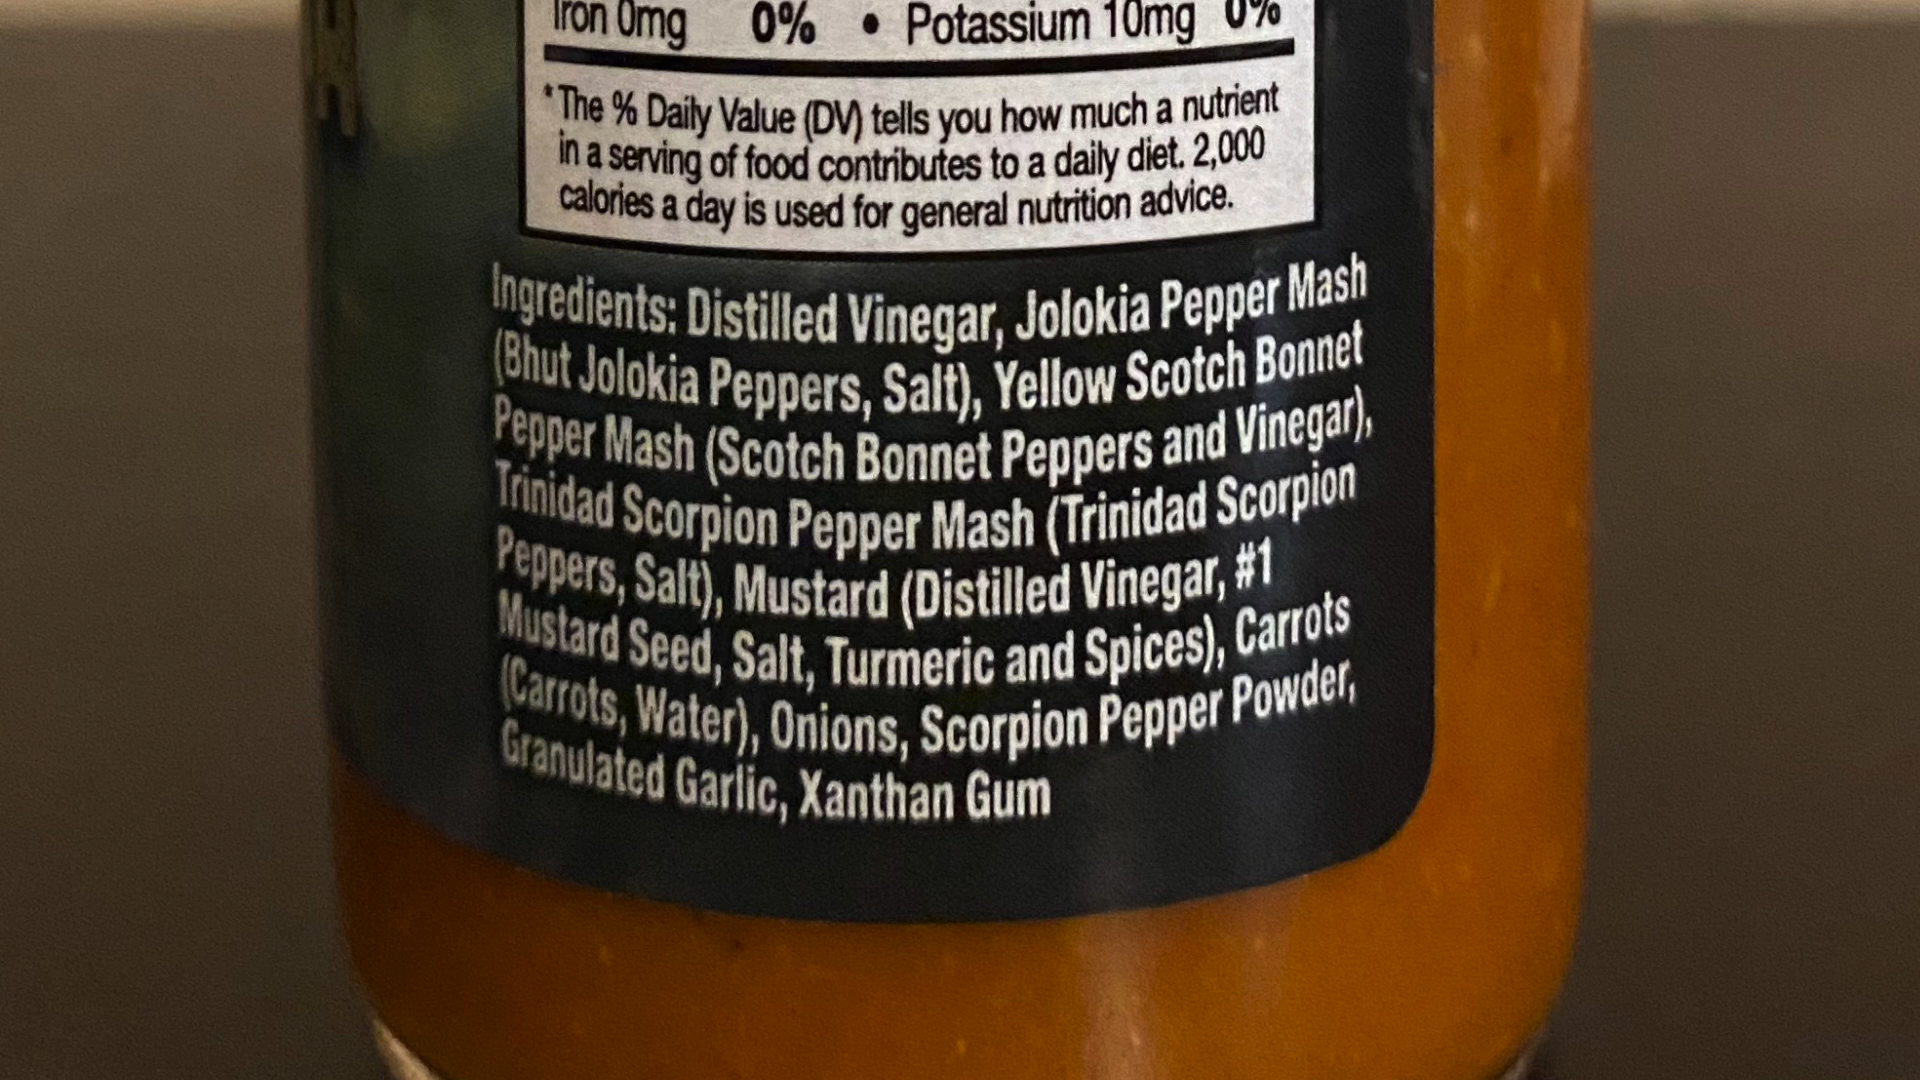 Iron 0mg 0% • Potassium 10mg 0%
*The % Daily Value (DV) tells you how much a nutrient
in a serving of food contributes to a daily diet. 2,000
calories a day is used for general nutrition advice.
Ingredients: Distilled Vinegar, Jolokia Pepper Mash
(Bhut Jolokia Peppers, Salt), Yellow Scotch Bonnet
Pepper Mash (Scotch Bonnet Peppers and Vinegar),
Trinidad Scorpion Pepper Mash (Trinidad Scorpion
Peppers, Salt), Mustard (Distilled Vinegar, #1
Mustard Seed, Salt, Turmeric and Spices), Carrots
(Carrots, Water), Onions, Scorpion Pepper Powder,
Granulated Garlic, Xanthan Gum